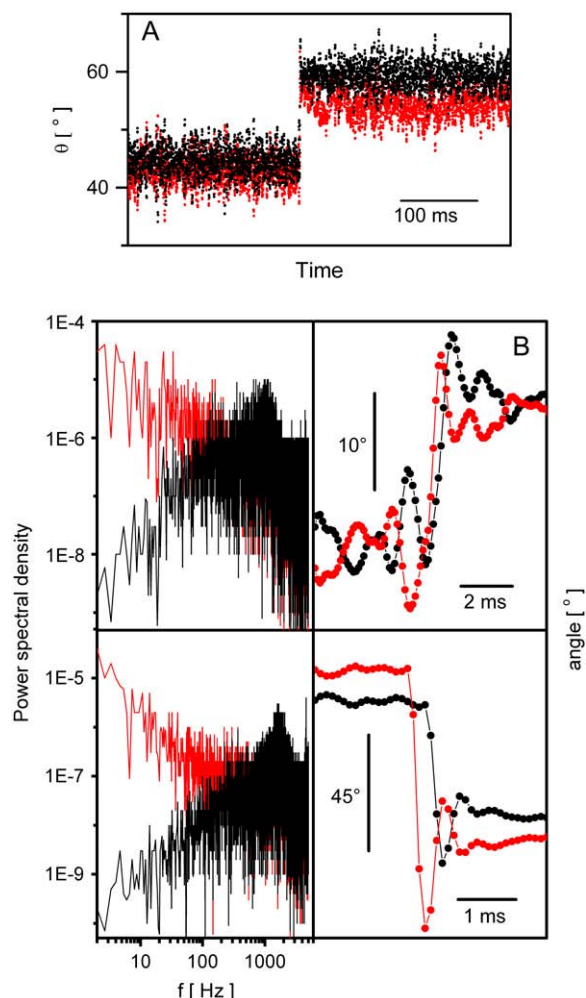 A
60
40
θ [ ° ]
100 ms
Time
1E-4
1E-6
1E-8
B
10°
2 ms
Power spectral density
angle [ ° ]
1E-5
1E-7
1E-9
45°
1 ms
10
100
1000
f [ Hz ]